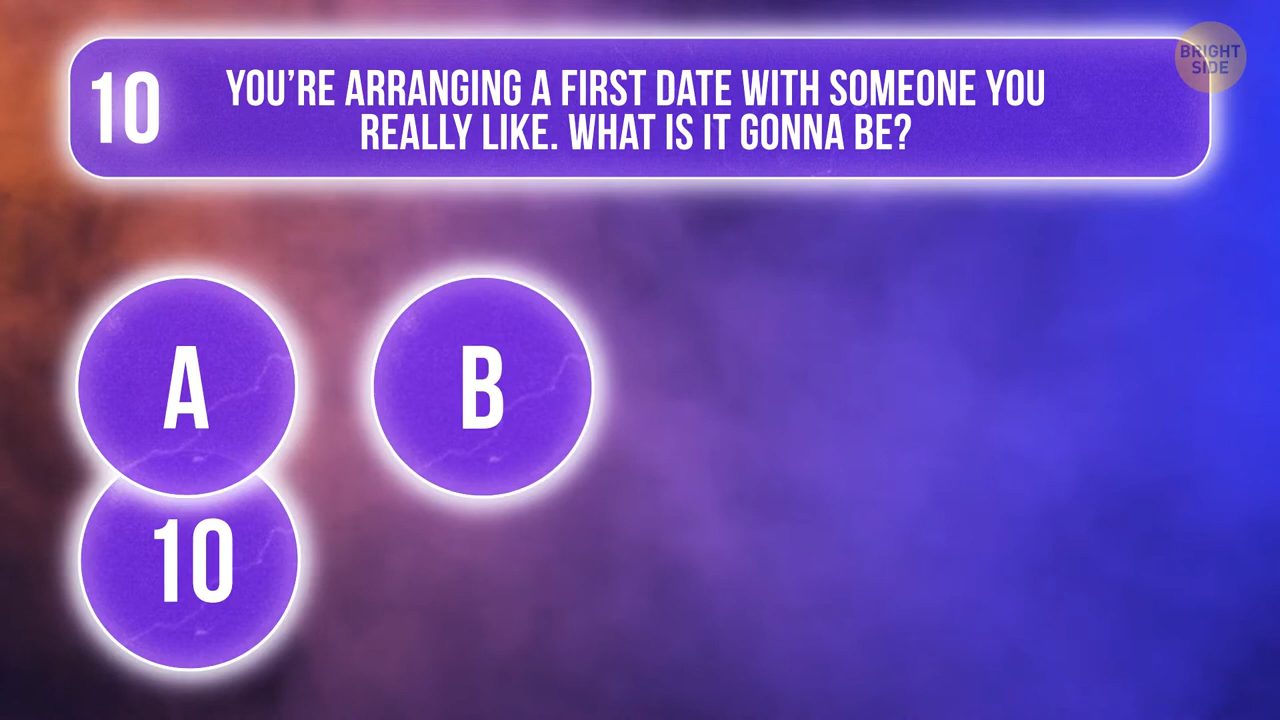 BRIGHT
SIDE
10
YOU'RE ARRANGING A FIRST DATE WITH SOMEONE YOU
REALLY LIKE. WHAT IS IT GONNA BE?
A
B
10